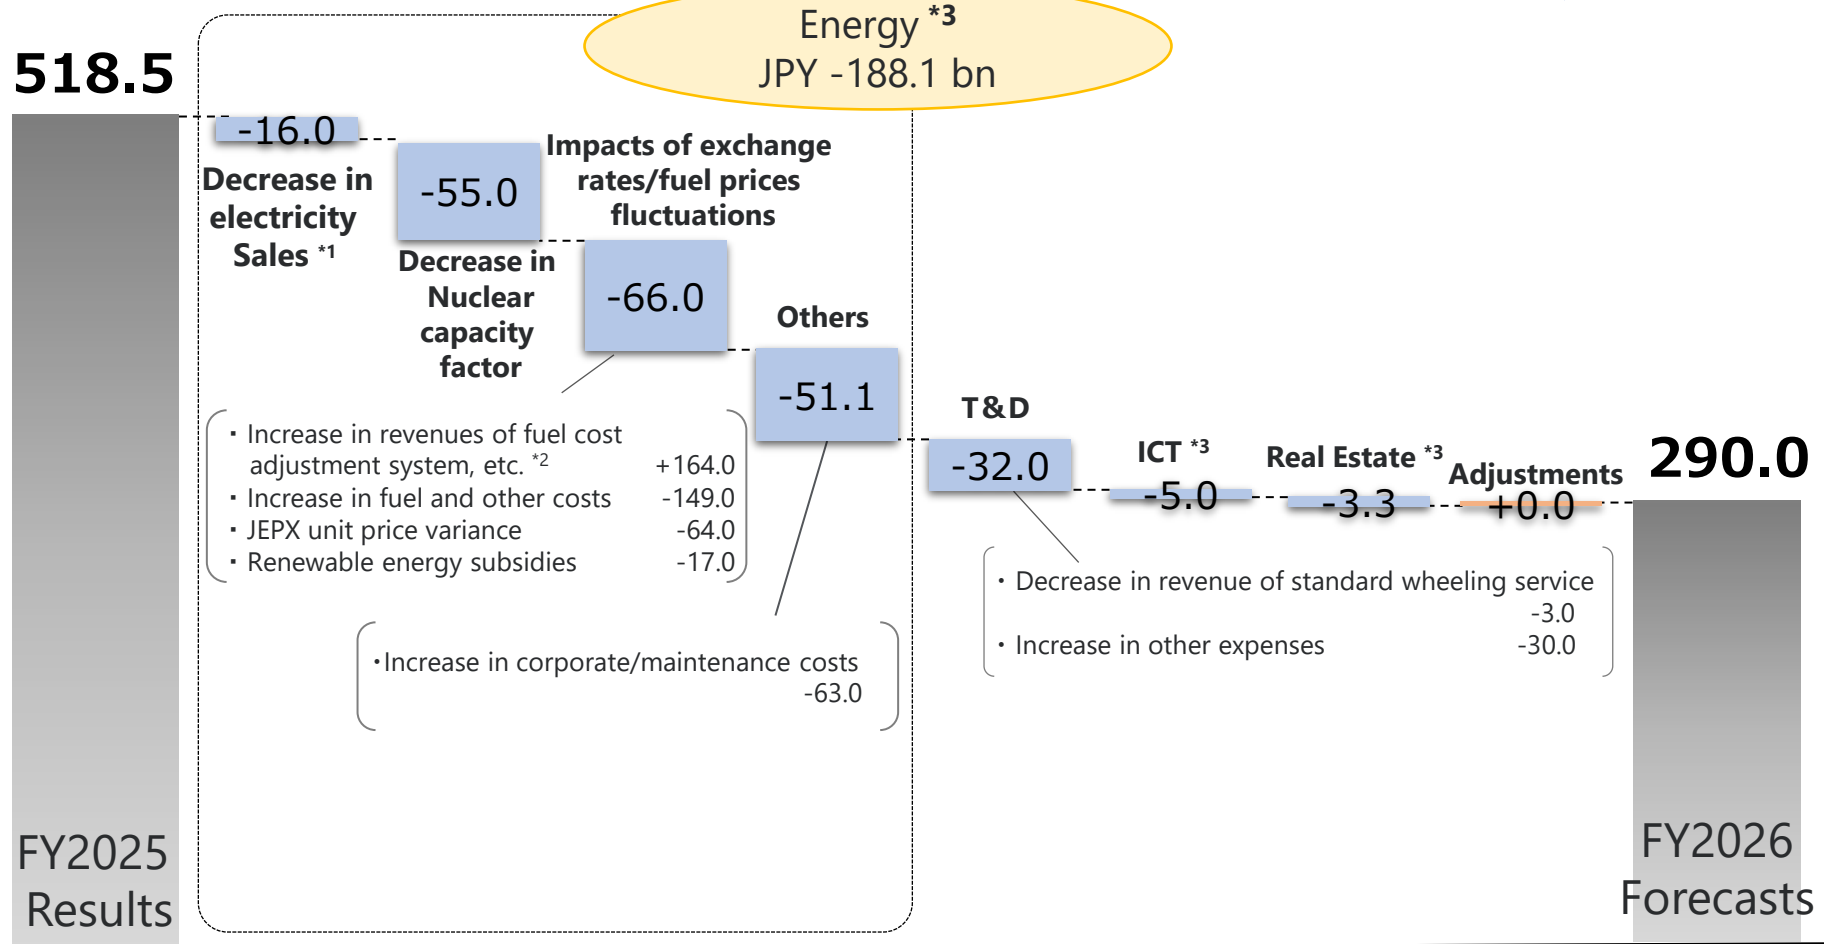 Energy *3
JPY -188.1 bn
518.5
-16.0
Decrease in
electricity
Sales *1
-55.0
Decrease in
Nuclear
capacity
factor
Impacts of exchange
rates/fuel prices
fluctuations
-66.0
Others
-51.1
・Increase in revenues of fuel cost
adjustment system, etc. *2 +164.0
・Increase in fuel and other costs -149.0
・JEPX unit price variance -64.0
・Renewable energy subsidies -17.0
・Increase in corporate/maintenance costs
-63.0
T&D
-32.0
ICT *3
-5.0
Real Estate *3
-3.3
Adjustments
+0.0
・Decrease in revenue of standard wheeling service
-3.0
・Increase in other expenses -30.0
290.0
FY2025
Results
FY2026
Forecasts